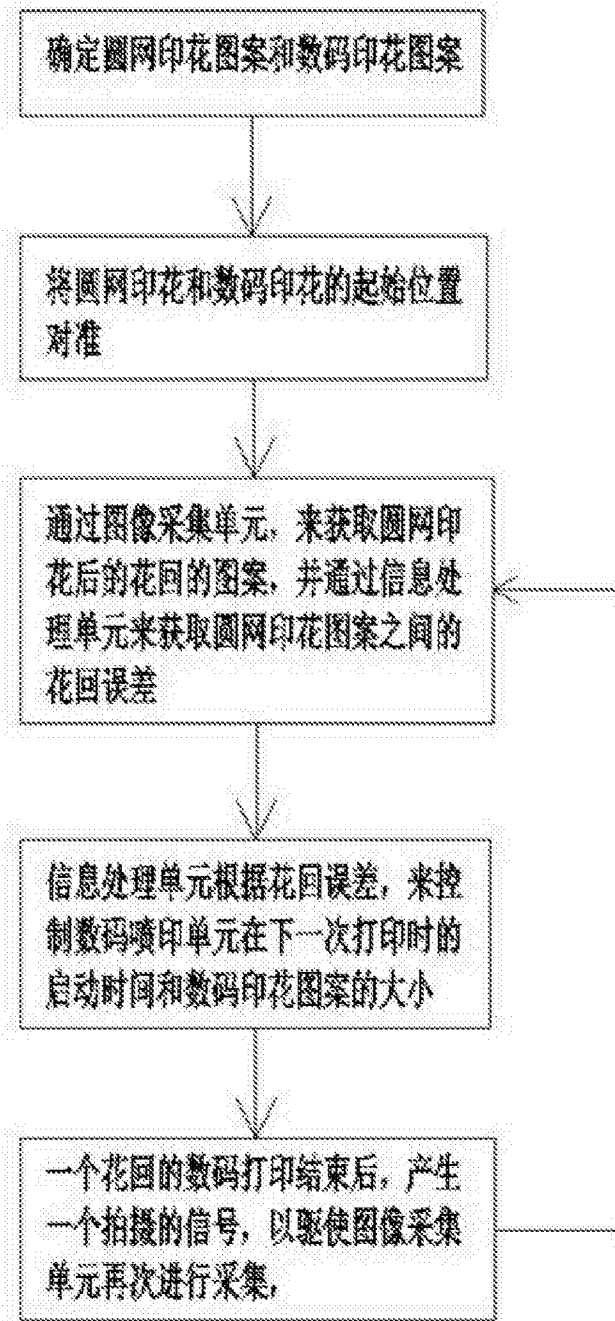 确定圆网印花图案和数码印花图案
将圆网印花和数码印花的起始位置
对准
通过图像采集单元，来获取圆网印
花后的花回的图案，并通过信息处
理单元来获取圆网印花图案之间的
花回误差
信息处理单元根据花回误差，来控
制数码喷印单元在下一次打印时的
启动时间和数码印花图案的大小
一个花回的数码打印结束后，产生
一个拍摄的信号，以驱使图像采集
单元再次进行采集，